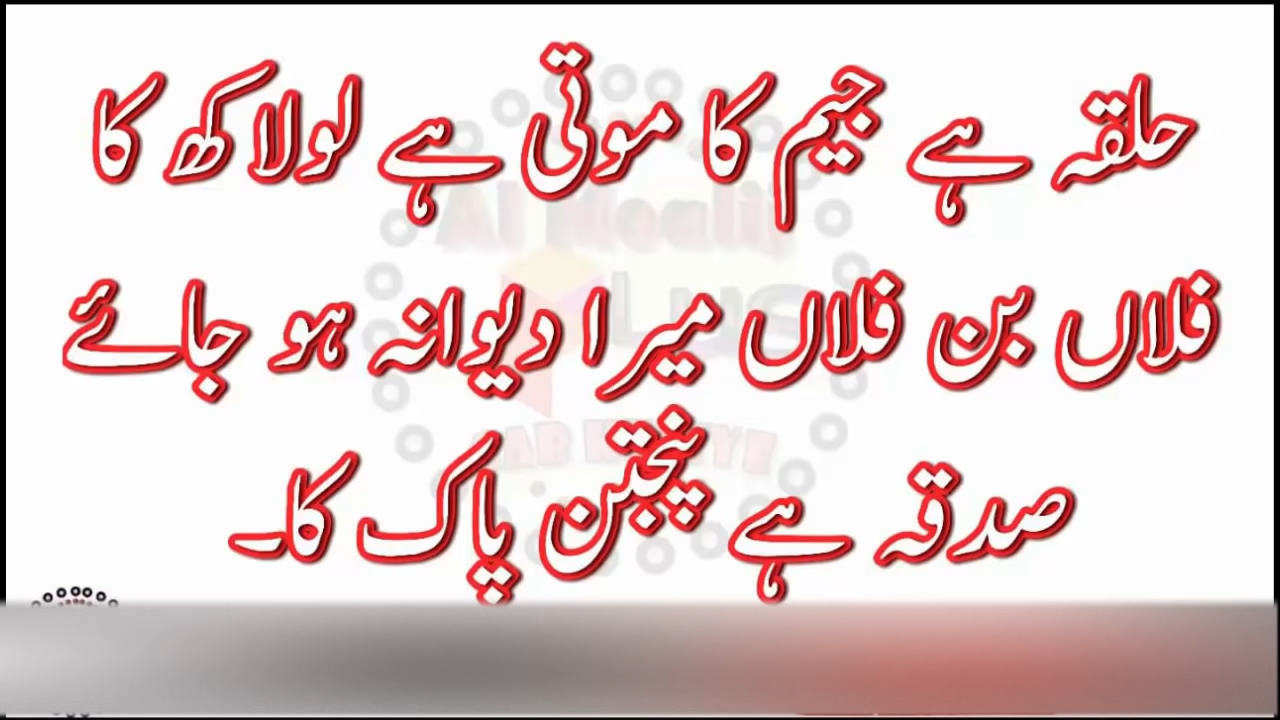 حلقہ ہے جیم کا موتی ہے لولاکھ کا
فلاں بن فلاں میرا دیوانہ ہو جائے
صدقہ ہے پنجتن پاک کا۔